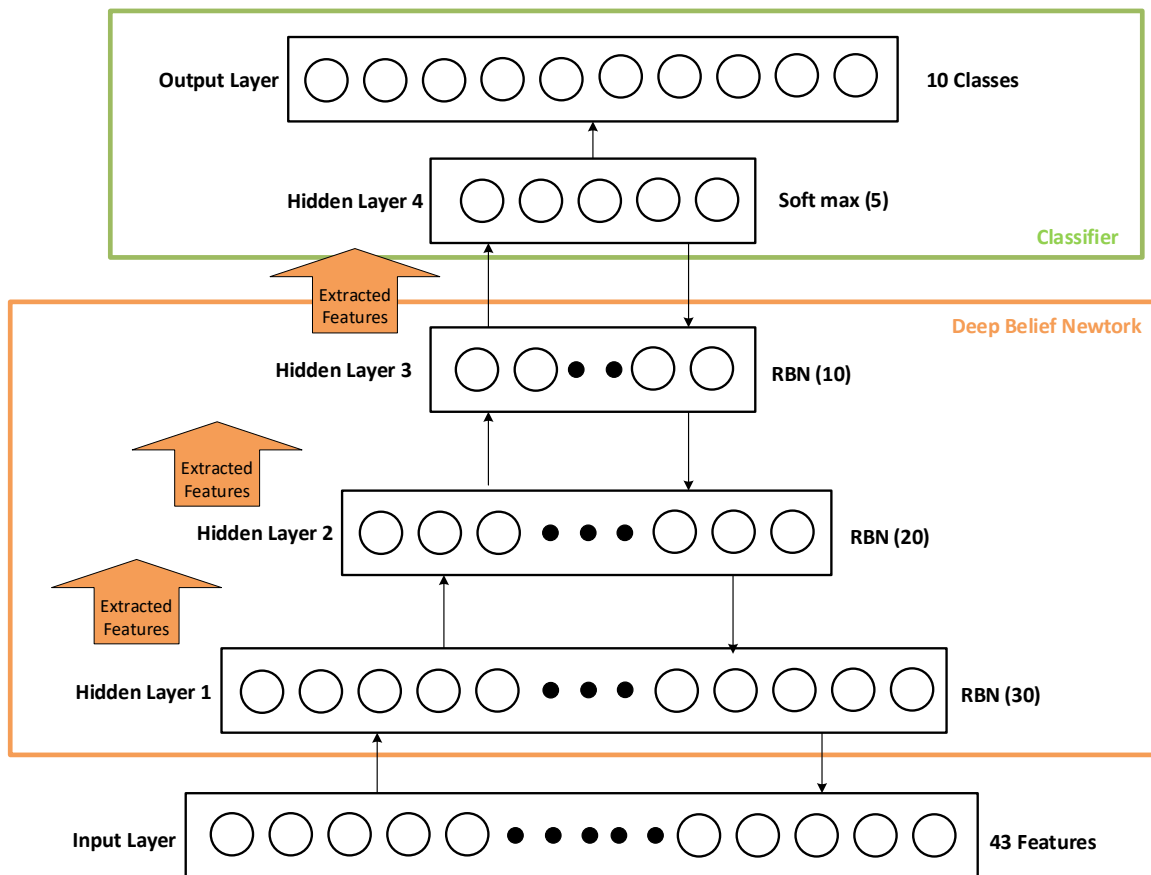 Output Layer
10 Classes
Hidden Layer 4
Soft max (5)
Classifier
Extracted
Features
Deep Belief Newtork
Hidden Layer 3
RBN (10)
Extracted
Features
Hidden Layer 2
RBN (20)
Extracted
Features
Hidden Layer 1
RBN (30)
Input Layer
43 Features